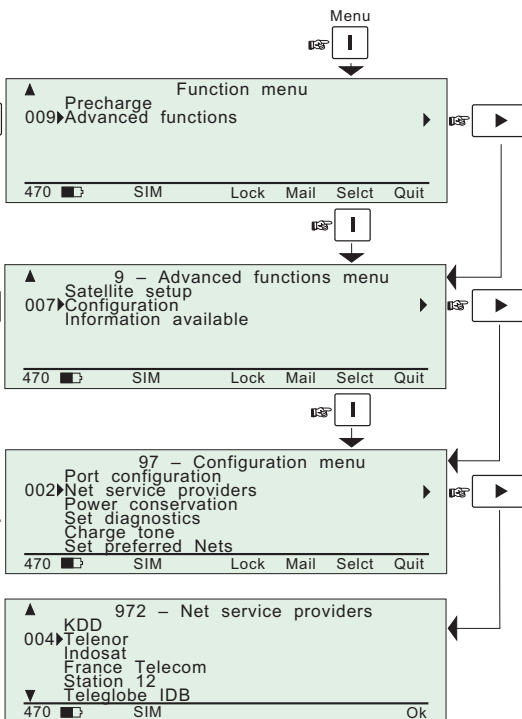 Menu
Function menu
Precharge
009 Advanced functions
470 SIM Lock Mail Selct Quit
9 – Advanced functions menu
Satellite setup
007 Configuration
Information available
470 SIM Lock Mail Selct Quit
97 – Configuration menu
Port configuration
002 Net service providers
Power conservation
Set diagnostics
Charge tone
Set preferred Nets
470 SIM Lock Mail Selct Quit
972 – Net service providers
KDD
004 Telenor
Indosat
France Telecom
Station 12
Teleglobe IDB
470 SIM Ok